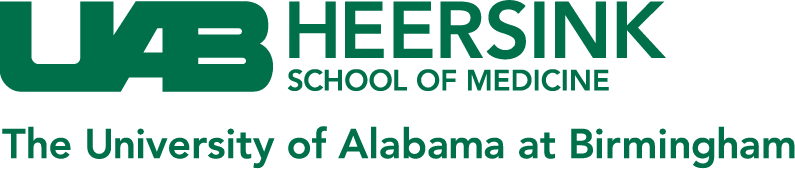 UAB HEERSINK
SCHOOL OF MEDICINE
The University of Alabama at Birmingham